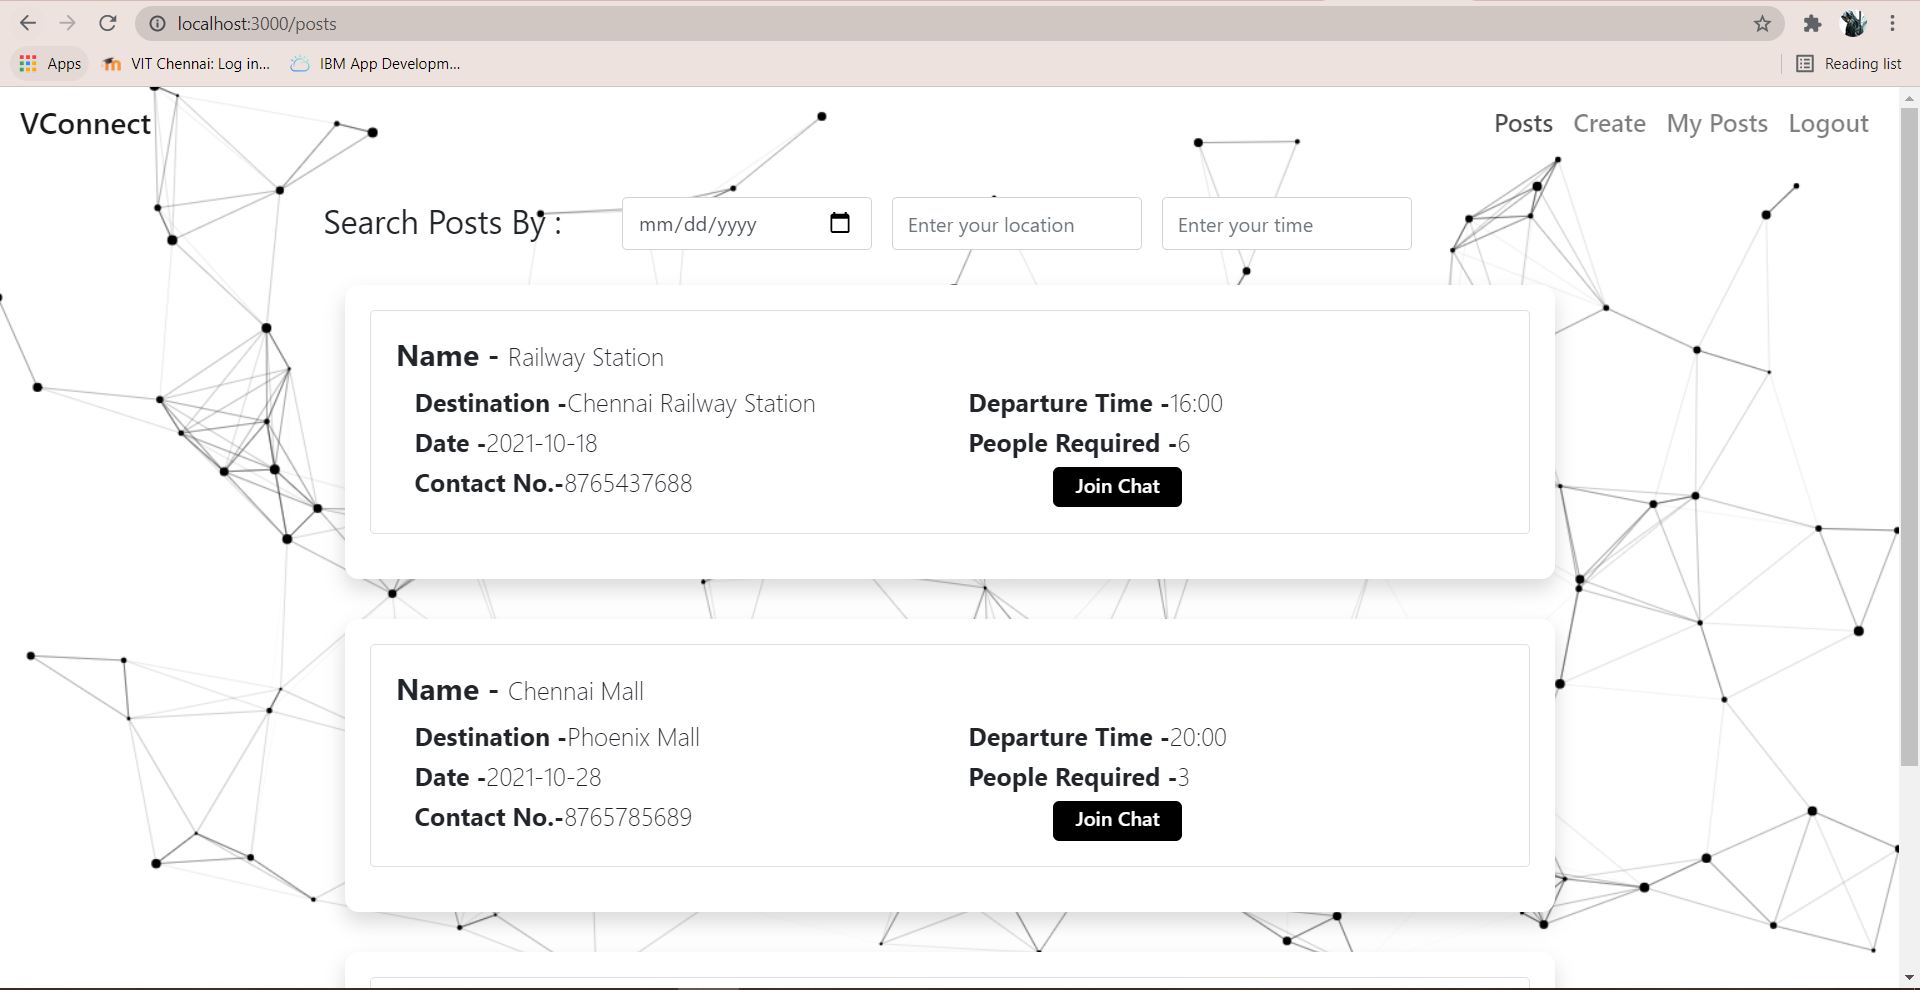 localhost:3000/posts
Apps VIT Chennai: Log in... IBM App Developm... Reading list
VConnect Posts Create My Posts Logout
Search Posts By : mm/dd/yyyy Enter your location Enter your time
Name - Railway Station
Destination -Chennai Railway Station Departure Time -16:00
Date -2021-10-18 People Required -6
Contact No.-8765437688 Join Chat
Name - Chennai Mall
Destination -Phoenix Mall Departure Time -20:00
Date -2021-10-28 People Required -3
Contact No.-8765785689 Join Chat